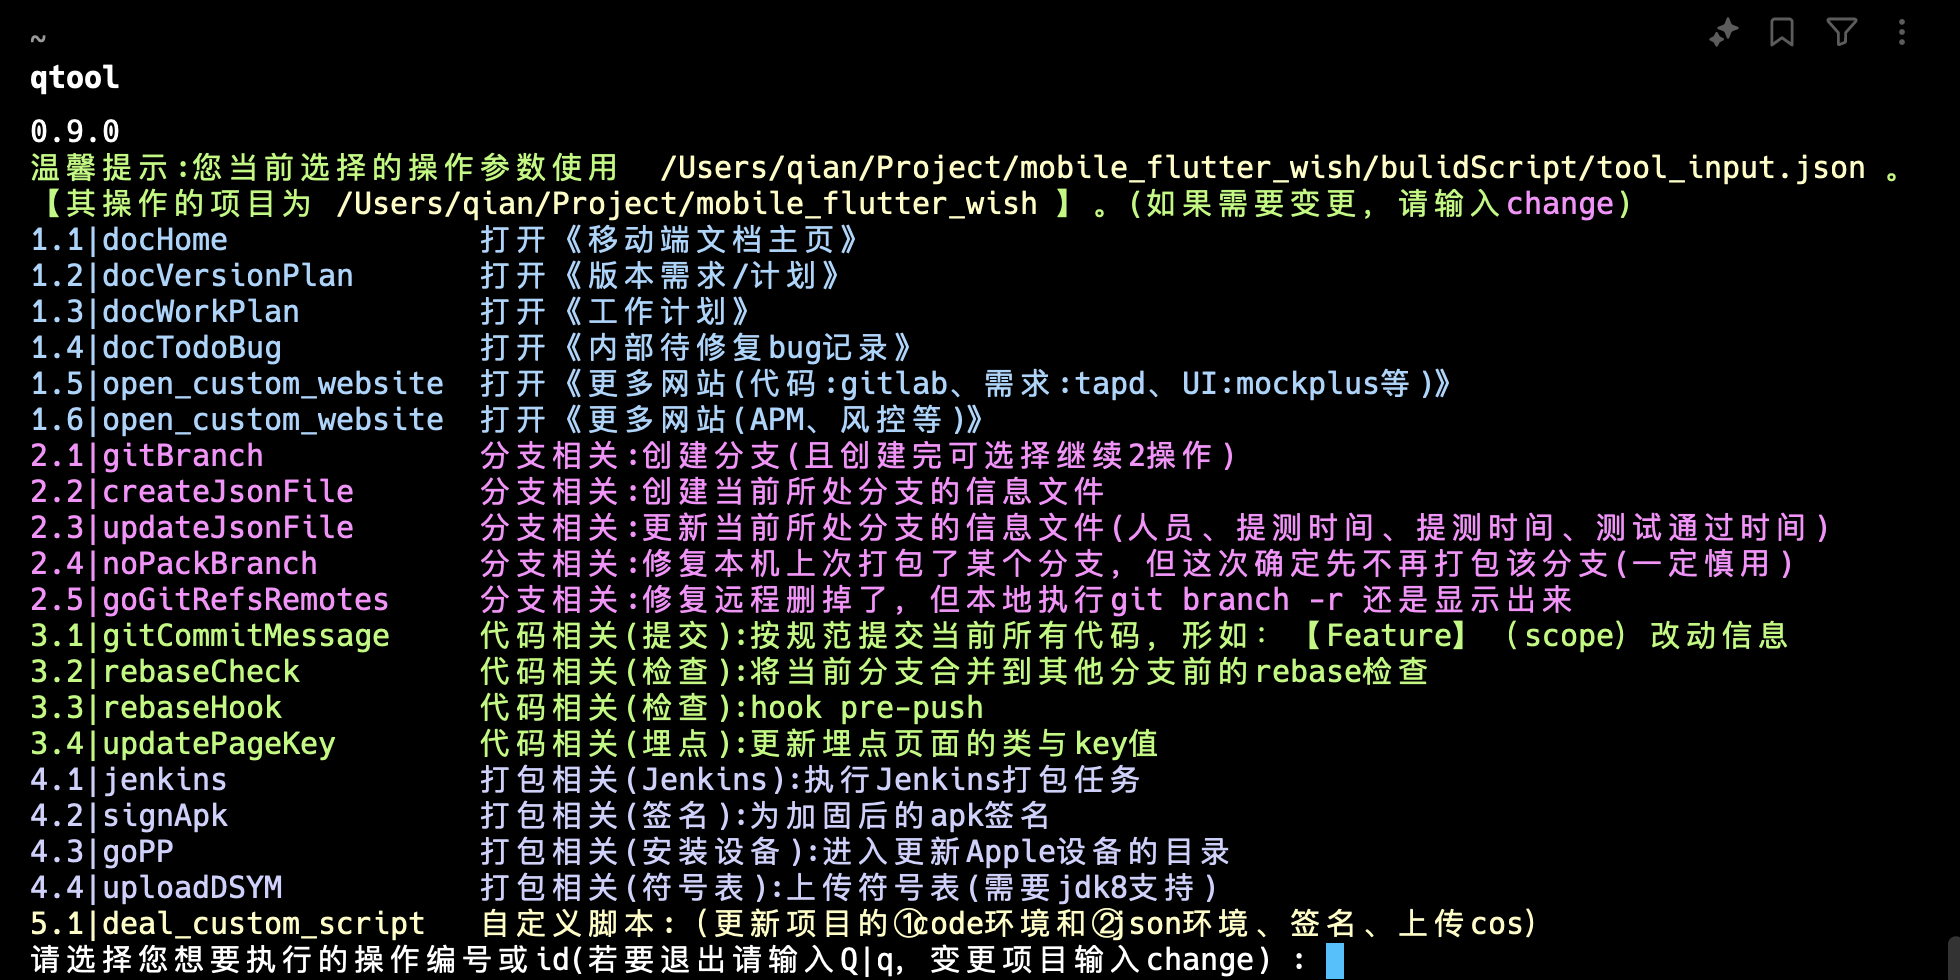 ~
qtool
0.9.0
温馨提示:您当前选择的操作参数使用 /Users/qian/Project/mobile_flutter_wish/bulidScript/tool_input.json 。
【其操作的项目为 /Users/qian/Project/mobile_flutter_wish 】。(如果需要变更，请输入change)
1.1|docHome 打开《移动端文档主页》
1.2|docVersionPlan 打开《版本需求/计划》
1.3|docWorkPlan 打开《工作计划》
1.4|docTodoBug 打开《内部待修复bug记录》
1.5|open_custom_website 打开《更多网站(代码:gitlab、需求:tapd、UI:mockplus等)》
1.6|open_custom_website 打开《更多网站(APM、风控等)》
2.1|gitBranch 分支相关:创建分支(且创建完可选择继续2操作)
2.2|createJsonFile 分支相关:创建当前所处分支的信息文件
2.3|updateJsonFile 分支相关:更新当前所处分支的信息文件(人员、提测时间、提测时间、测试通过时间)
2.4|noPackBranch 分支相关:修复本机上次打包了某个分支，但这次确定先不再打包该分支(一定慎用)
2.5|goGitRefsRemotes 分支相关:修复远程删掉了，但本地执行git branch -r 还是显示出来
3.1|gitCommitMessage 代码相关(提交):按规范提交当前所有代码，形如：【Feature】（scope）改动信息
3.2|rebaseCheck 代码相关(检查):将当前分支合并到其他分支前的rebase检查
3.3|rebaseHook 代码相关(检查):hook pre-push
3.4|updatePageKey 代码相关(埋点):更新埋点页面的类与key值
4.1|jenkins 打包相关(Jenkins):执行Jenkins打包任务
4.2|signApk 打包相关(签名):为加固后的apk签名
4.3|goPP 打包相关(安装设备):进入更新Apple设备的目录
4.4|uploadDSYM 打包相关(符号表):上传符号表(需要jdk8支持)
5.1|deal_custom_script 自定义脚本：（更新项目的①code环境和②json环境、签名、上传cos）
请选择您想要执行的操作编号或id(若要退出请输入Q|q，变更项目输入change)：